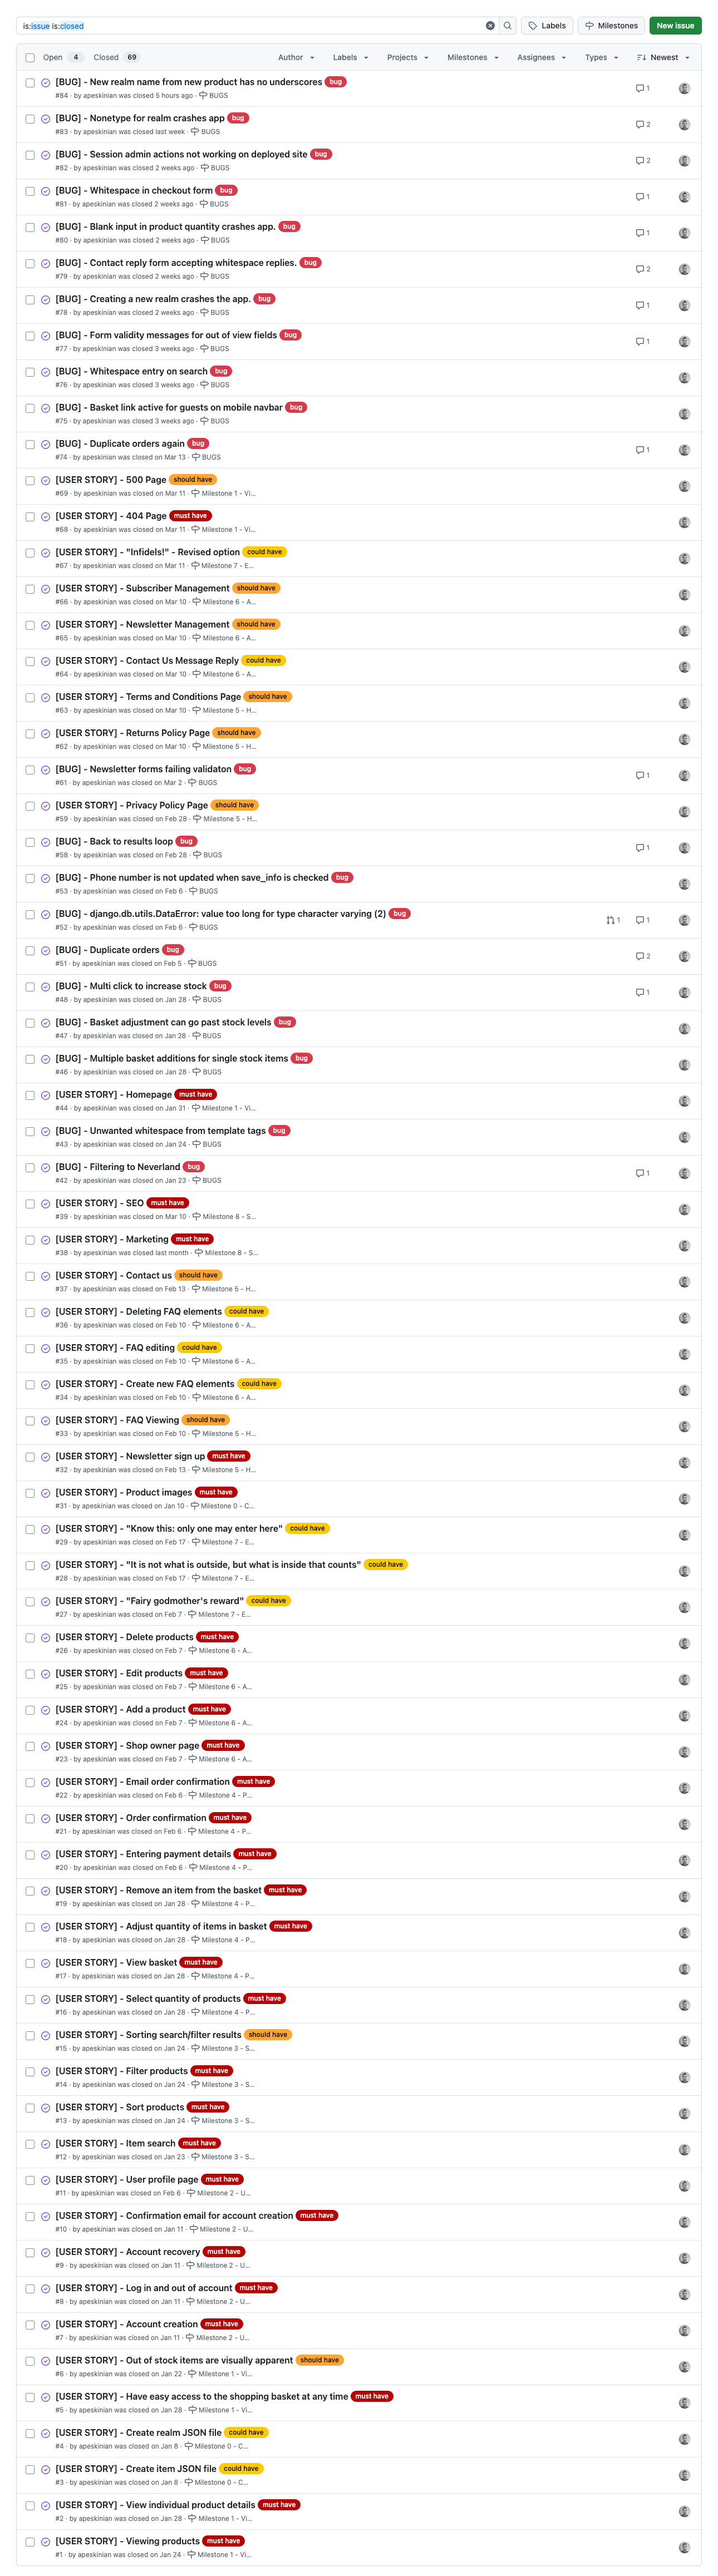 is:issue is:closed
Labels
Milestones
New issue
Open 4 Closed 69
Author Labels Projects Milestones Assignees Types Newest
[BUG] - New realm name from new product has no underscores bug
1
#84 · by apeskinian was closed 5 hours ago · BUGS
[BUG] - Nonetype for realm crashes app bug
2
#83 · by apeskinian was closed last week · BUGS
[BUG] - Session admin actions not working on deployed site bug
2
#82 · by apeskinian was closed 2 weeks ago · BUGS
[BUG] - Whitespace in checkout form bug
1
#81 · by apeskinian was closed 2 weeks ago · BUGS
[BUG] - Blank input in product quantity crashes app. bug
1
#80 · by apeskinian was closed 2 weeks ago · BUGS
[BUG] - Contact reply form accepting whitespace replies. bug
2
#79 · by apeskinian was closed 2 weeks ago · BUGS
[BUG] - Creating a new realm crashes the app. bug
1
#78 · by apeskinian was closed 2 weeks ago · BUGS
[BUG] - Form validity messages for out of view fields bug
1
#77 · by apeskinian was closed 3 weeks ago · BUGS
[BUG] - Whitespace entry on search bug
#76 · by apeskinian was closed 3 weeks ago · BUGS
[BUG] - Basket link active for guests on mobile navbar bug
#75 · by apeskinian was closed 3 weeks ago · BUGS
[BUG] - Duplicate orders again bug
1
#74 · by apeskinian was closed on Mar 13 · BUGS
[USER STORY] - 500 Page should have
#69 · by apeskinian was closed on Mar 11 · Milestone 1 - Vi...
[USER STORY] - 404 Page must have
#68 · by apeskinian was closed on Mar 11 · Milestone 1 - Vi...
[USER STORY] - "Infidels!" - Revised option could have
#67 · by apeskinian was closed on Mar 11 · Milestone 7 - E...
[USER STORY] - Subscriber Management should have
#66 · by apeskinian was closed on Mar 10 · Milestone 6 - A...
[USER STORY] - Newsletter Management should have
#65 · by apeskinian was closed on Mar 10 · Milestone 6 - A...
[USER STORY] - Contact Us Message Reply could have
#64 · by apeskinian was closed on Mar 10 · Milestone 6 - A...
[USER STORY] - Terms and Conditions Page should have
#63 · by apeskinian was closed on Mar 10 · Milestone 5 - H...
[USER STORY] - Returns Policy Page should have
#62 · by apeskinian was closed on Mar 10 · Milestone 5 - H...
[BUG] - Newsletter forms failing validaton bug
1
#61 · by apeskinian was closed on Mar 2 · BUGS
[USER STORY] - Privacy Policy Page should have
#59 · by apeskinian was closed on Feb 28 · Milestone 5 - H...
[BUG] - Back to results loop bug
1
#58 · by apeskinian was closed on Feb 28 · BUGS
[BUG] - Phone number is not updated when save_info is checked bug
#53 · by apeskinian was closed on Feb 6 · BUGS
[BUG] - django.db.utils.DataError: value too long for type character varying (2) bug
1 1
#52 · by apeskinian was closed on Feb 6 · BUGS
[BUG] - Duplicate orders bug
2
#51 · by apeskinian was closed on Feb 5 · BUGS
[BUG] - Multi click to increase stock bug
1
#48 · by apeskinian was closed on Jan 28 · BUGS
[BUG] - Basket adjustment can go past stock levels bug
#47 · by apeskinian was closed on Jan 28 · BUGS
[BUG] - Multiple basket additions for single stock items bug
#46 · by apeskinian was closed on Jan 28 · BUGS
[USER STORY] - Homepage must have
#44 · by apeskinian was closed on Jan 31 · Milestone 1 - Vi...
[BUG] - Unwanted whitespace from template tags bug
#43 · by apeskinian was closed on Jan 24 · BUGS
[BUG] - Filtering to Neverland bug
1
#42 · by apeskinian was closed on Jan 23 · BUGS
[USER STORY] - SEO must have
#39 · by apeskinian was closed on Mar 10 · Milestone 8 - S...
[USER STORY] - Marketing must have
#38 · by apeskinian was closed last month · Milestone 8 - S...
[USER STORY] - Contact us should have
#37 · by apeskinian was closed on Feb 13 · Milestone 5 - H...
[USER STORY] - Deleting FAQ elements could have
#36 · by apeskinian was closed on Feb 10 · Milestone 6 - A...
[USER STORY] - FAQ editing could have
#35 · by apeskinian was closed on Feb 10 · Milestone 6 - A...
[USER STORY] - Create new FAQ elements could have
#34 · by apeskinian was closed on Feb 10 · Milestone 6 - A...
[USER STORY] - FAQ Viewing should have
#33 · by apeskinian was closed on Feb 10 · Milestone 5 - H...
[USER STORY] - Newsletter sign up must have
#32 · by apeskinian was closed on Feb 13 · Milestone 5 - H...
[USER STORY] - Product images must have
#31 · by apeskinian was closed on Jan 10 · Milestone 0 - C...
[USER STORY] - "Know this: only one may enter here" could have
#29 · by apeskinian was closed on Feb 17 · Milestone 7 - E...
[USER STORY] - "It is not what is outside, but what is inside that counts" could have
#28 · by apeskinian was closed on Feb 17 · Milestone 7 - E...
[USER STORY] - "Fairy godmother's reward" could have
#27 · by apeskinian was closed on Feb 7 · Milestone 7 - E...
[USER STORY] - Delete products must have
#26 · by apeskinian was closed on Feb 7 · Milestone 6 - A...
[USER STORY] - Edit products must have
#25 · by apeskinian was closed on Feb 7 · Milestone 6 - A...
[USER STORY] - Add a product must have
#24 · by apeskinian was closed on Feb 7 · Milestone 6 - A...
[USER STORY] - Shop owner page must have
#23 · by apeskinian was closed on Feb 7 · Milestone 6 - A...
[USER STORY] - Email order confirmation must have
#22 · by apeskinian was closed on Feb 6 · Milestone 4 - P...
[USER STORY] - Order confirmation must have
#21 · by apeskinian was closed on Feb 6 · Milestone 4 - P...
[USER STORY] - Entering payment details must have
#20 · by apeskinian was closed on Feb 6 · Milestone 4 - P...
[USER STORY] - Remove an item from the basket must have
#19 · by apeskinian was closed on Jan 28 · Milestone 4 - P...
[USER STORY] - Adjust quantity of items in basket must have
#18 · by apeskinian was closed on Jan 28 · Milestone 4 - P...
[USER STORY] - View basket must have
#17 · by apeskinian was closed on Jan 28 · Milestone 4 - P...
[USER STORY] - Select quantity of products must have
#16 · by apeskinian was closed on Jan 28 · Milestone 4 - P...
[USER STORY] - Sorting search/filter results should have
#15 · by apeskinian was closed on Jan 24 · Milestone 3 - S...
[USER STORY] - Filter products must have
#14 · by apeskinian was closed on Jan 24 · Milestone 3 - S...
[USER STORY] - Sort products must have
#13 · by apeskinian was closed on Jan 24 · Milestone 3 - S...
[USER STORY] - Item search must have
#12 · by apeskinian was closed on Jan 23 · Milestone 3 - S...
[USER STORY] - User profile page must have
#11 · by apeskinian was closed on Feb 6 · Milestone 2 - U...
[USER STORY] - Confirmation email for account creation must have
#10 · by apeskinian was closed on Jan 11 · Milestone 2 - U...
[USER STORY] - Account recovery must have
#9 · by apeskinian was closed on Jan 11 · Milestone 2 - U...
[USER STORY] - Log in and out of account must have
#8 · by apeskinian was closed on Jan 11 · Milestone 2 - U...
[USER STORY] - Account creation must have
#7 · by apeskinian was closed on Jan 11 · Milestone 2 - U...
[USER STORY] - Out of stock items are visually apparent should have
#6 · by apeskinian was closed on Jan 22 · Milestone 1 - Vi...
[USER STORY] - Have easy access to the shopping basket at any time must have
#5 · by apeskinian was closed on Jan 28 · Milestone 1 - Vi...
[USER STORY] - Create realm JSON file could have
#4 · by apeskinian was closed on Jan 8 · Milestone 0 - C...
[USER STORY] - Create item JSON file could have
#3 · by apeskinian was closed on Jan 8 · Milestone 0 - C...
[USER STORY] - View individual product details must have
#2 · by apeskinian was closed on Jan 28 · Milestone 1 - Vi...
[USER STORY] - Viewing products must have
#1 · by apeskinian was closed on Jan 24 · Milestone 1 - Vi...